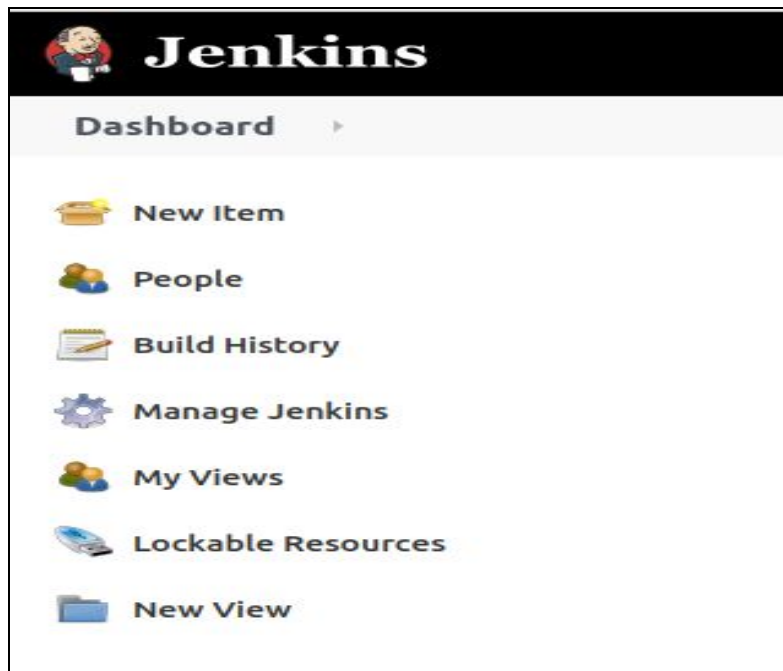 Jenkins
Dashboard
New Item
People
Build History
Manage Jenkins
My Views
Lockable Resources
New View